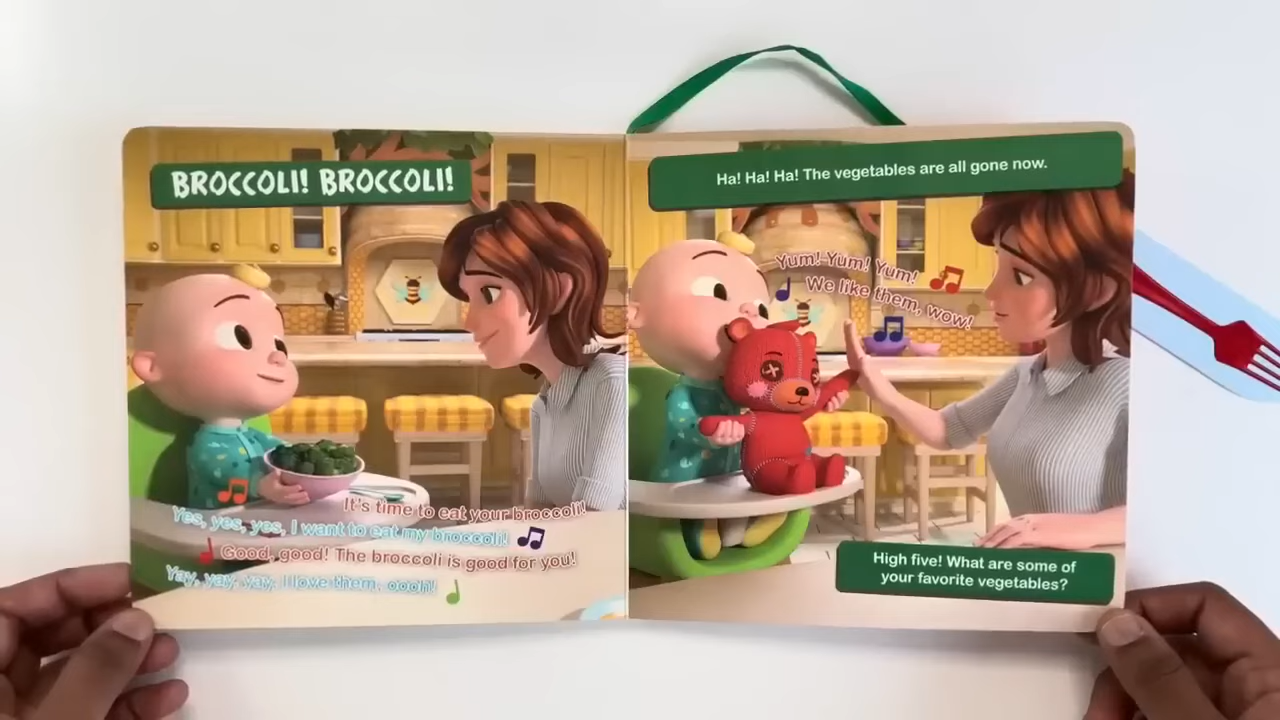 BROCCOLI! BROCCOLI!
It's time to eat your broccoli!
Yes, yes, yes, I want to eat my broccoli!
Good, good! The broccoli is good for you!
Yay, yay, yay, I love them, oooh!
Ha! Ha! Ha! The vegetables are all gone now.
Yum! Yum! Yum!
We like them, wow!
High five! What are some of
your favorite vegetables?